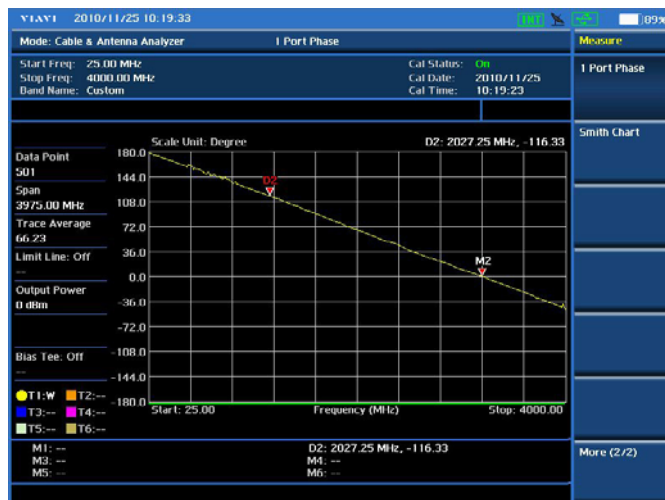 VIAVI 2010/11/25 10:19.33
INT
89%
Mode: Cable & Antenna Analyzer
1 Port Phase
Measure
Start Freq: 25.00 MHz
Stop Freq: 4000.00 MHz
Band Name: Custom
Cal Status: On
Cal Date: 2010/11/25
Cal Time: 10:19:23
1 Port Phase
Smith Chart
More (2/2)
Data Point
501
Span
3975.00 MHz
Trace Average
66.23
Limit Line: Off
--
Output Power
0 dBm
Bias Tee: Off
--
T1:W T2:--
T3:-- T4:--
T5:-- T6:--
Scale Unit: Degree
D2: 2027.25 MHz, -116.33
180.0
144.0
108.0
72.0
36.0
0.0
-36.0
-72.0
-108.0
-144.0
-180.0
D2
M2
Start: 25.00 Frequency (MHz) Stop: 4000.00
M1: --
M3: --
M5: --
D2: 2027.25 MHz, -116.33
M4: --
M6: --